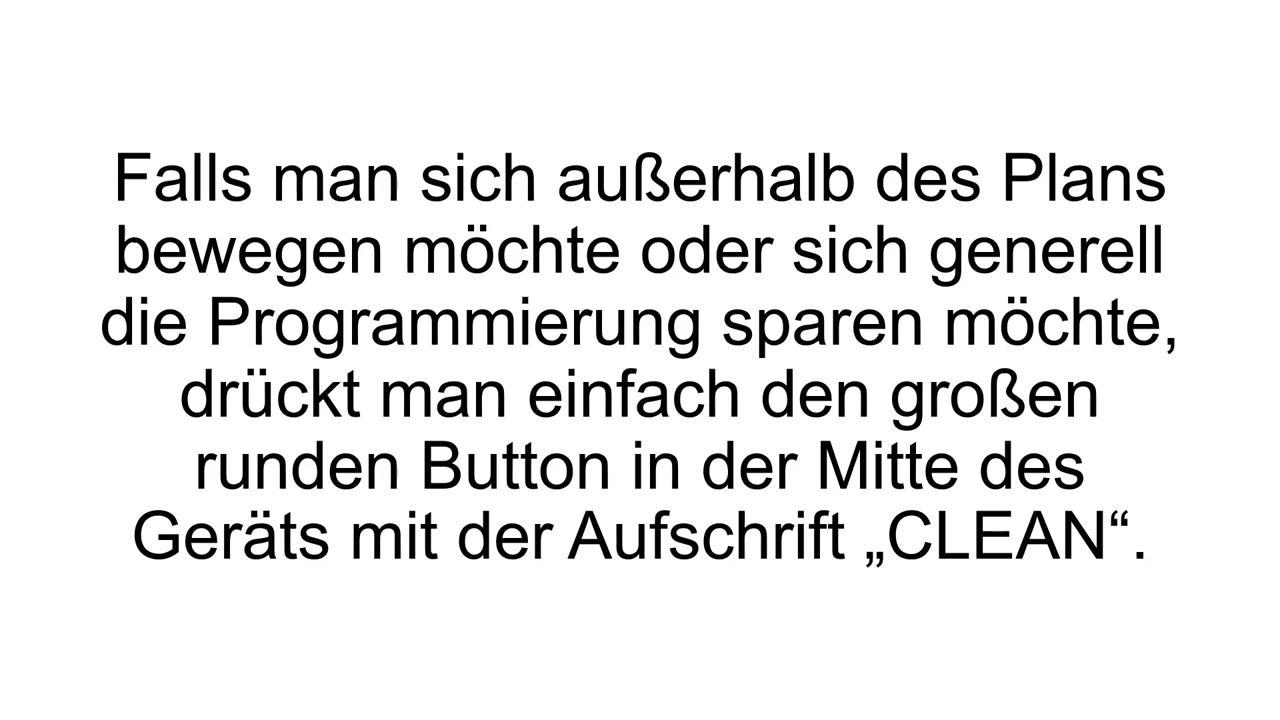 Falls man sich außerhalb des Plans
bewegen möchte oder sich generell
die Programmierung sparen möchte,
drückt man einfach den großen
runden Button in der Mitte des
Geräts mit der Aufschrift „CLEAN“.